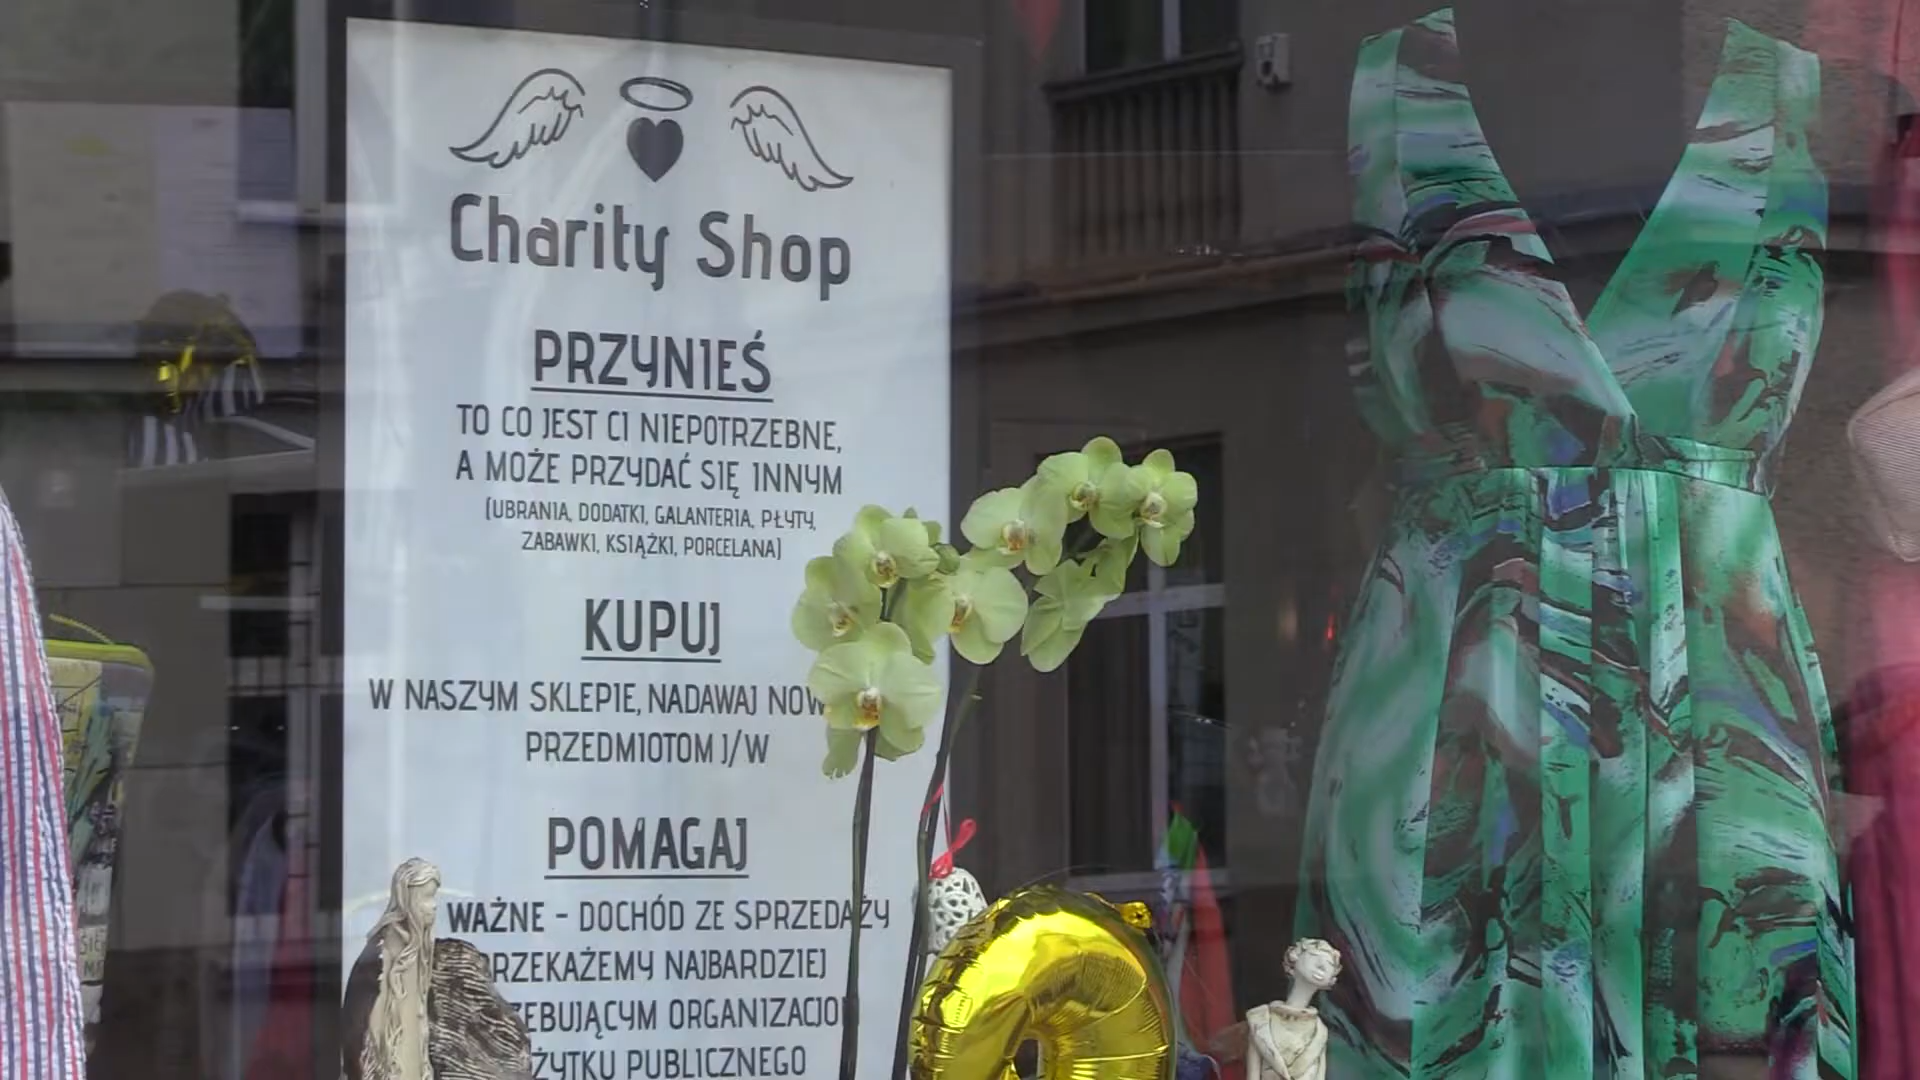 Charity Shop
PRZYNIEŚ
TO CO JEST CI NIEPOTRZEBNE,
A MOŻE PRZYDAĆ SIĘ INNYM
(UBRANIA, DODATKI, GALANTERIA, PŁYTY,
ZABAWKI, KSIĄŻKI, PORCELANA)
KUPUJ
W NASZYM SKLEPIE, NADAWAJ
PRZEDMIOTOM J/W
POMAGAJ
WAŻNE - DOCHÓD ZE SPRZEDAŻY
PRZEKAŻEMY NAJBARDZIEJ
ORGANIZACJOM
PUBLICZNEGO